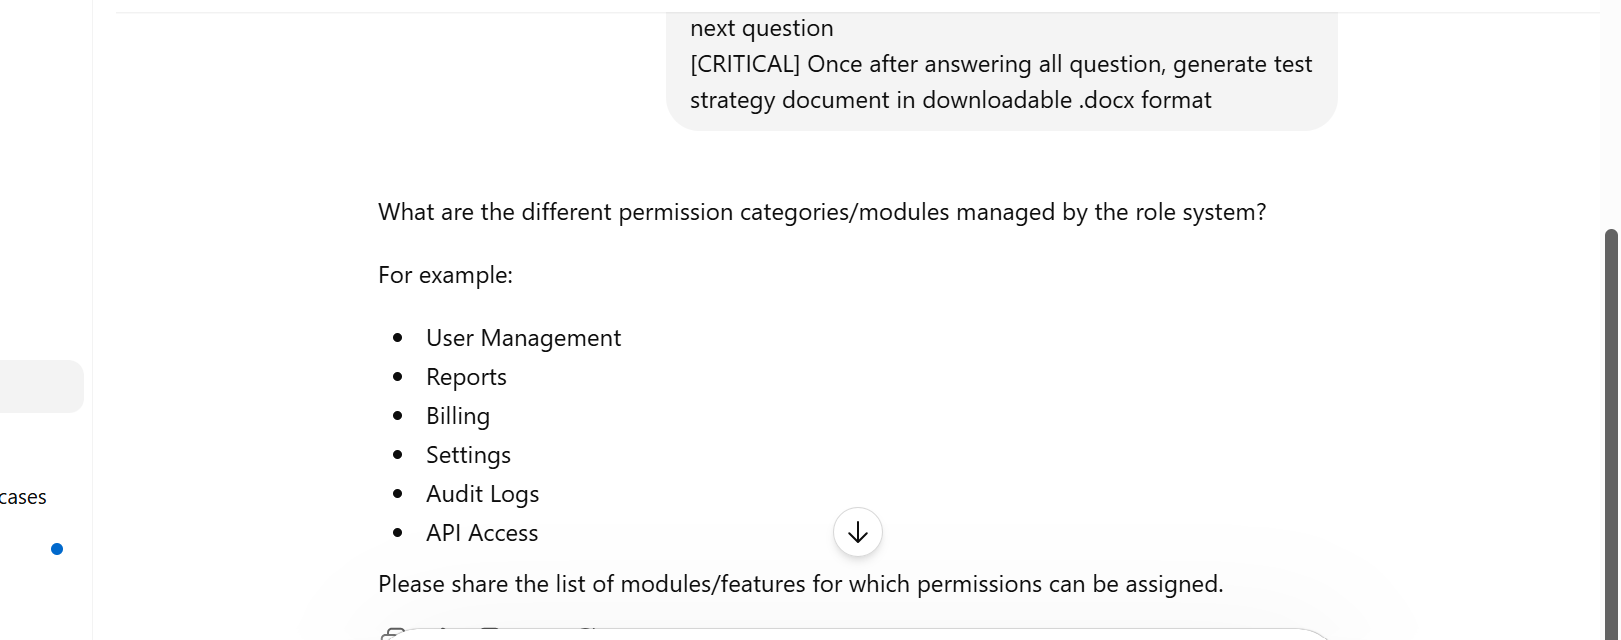 next question
[CRITICAL] Once after answering all question, generate test
strategy document in downloadable .docx format
What are the different permission categories/modules managed by the role system?
For example:
User Management
Reports
Billing
Settings
cases
Audit Logs
API Access
Please share the list of modules/features for which permissions can be assigned.